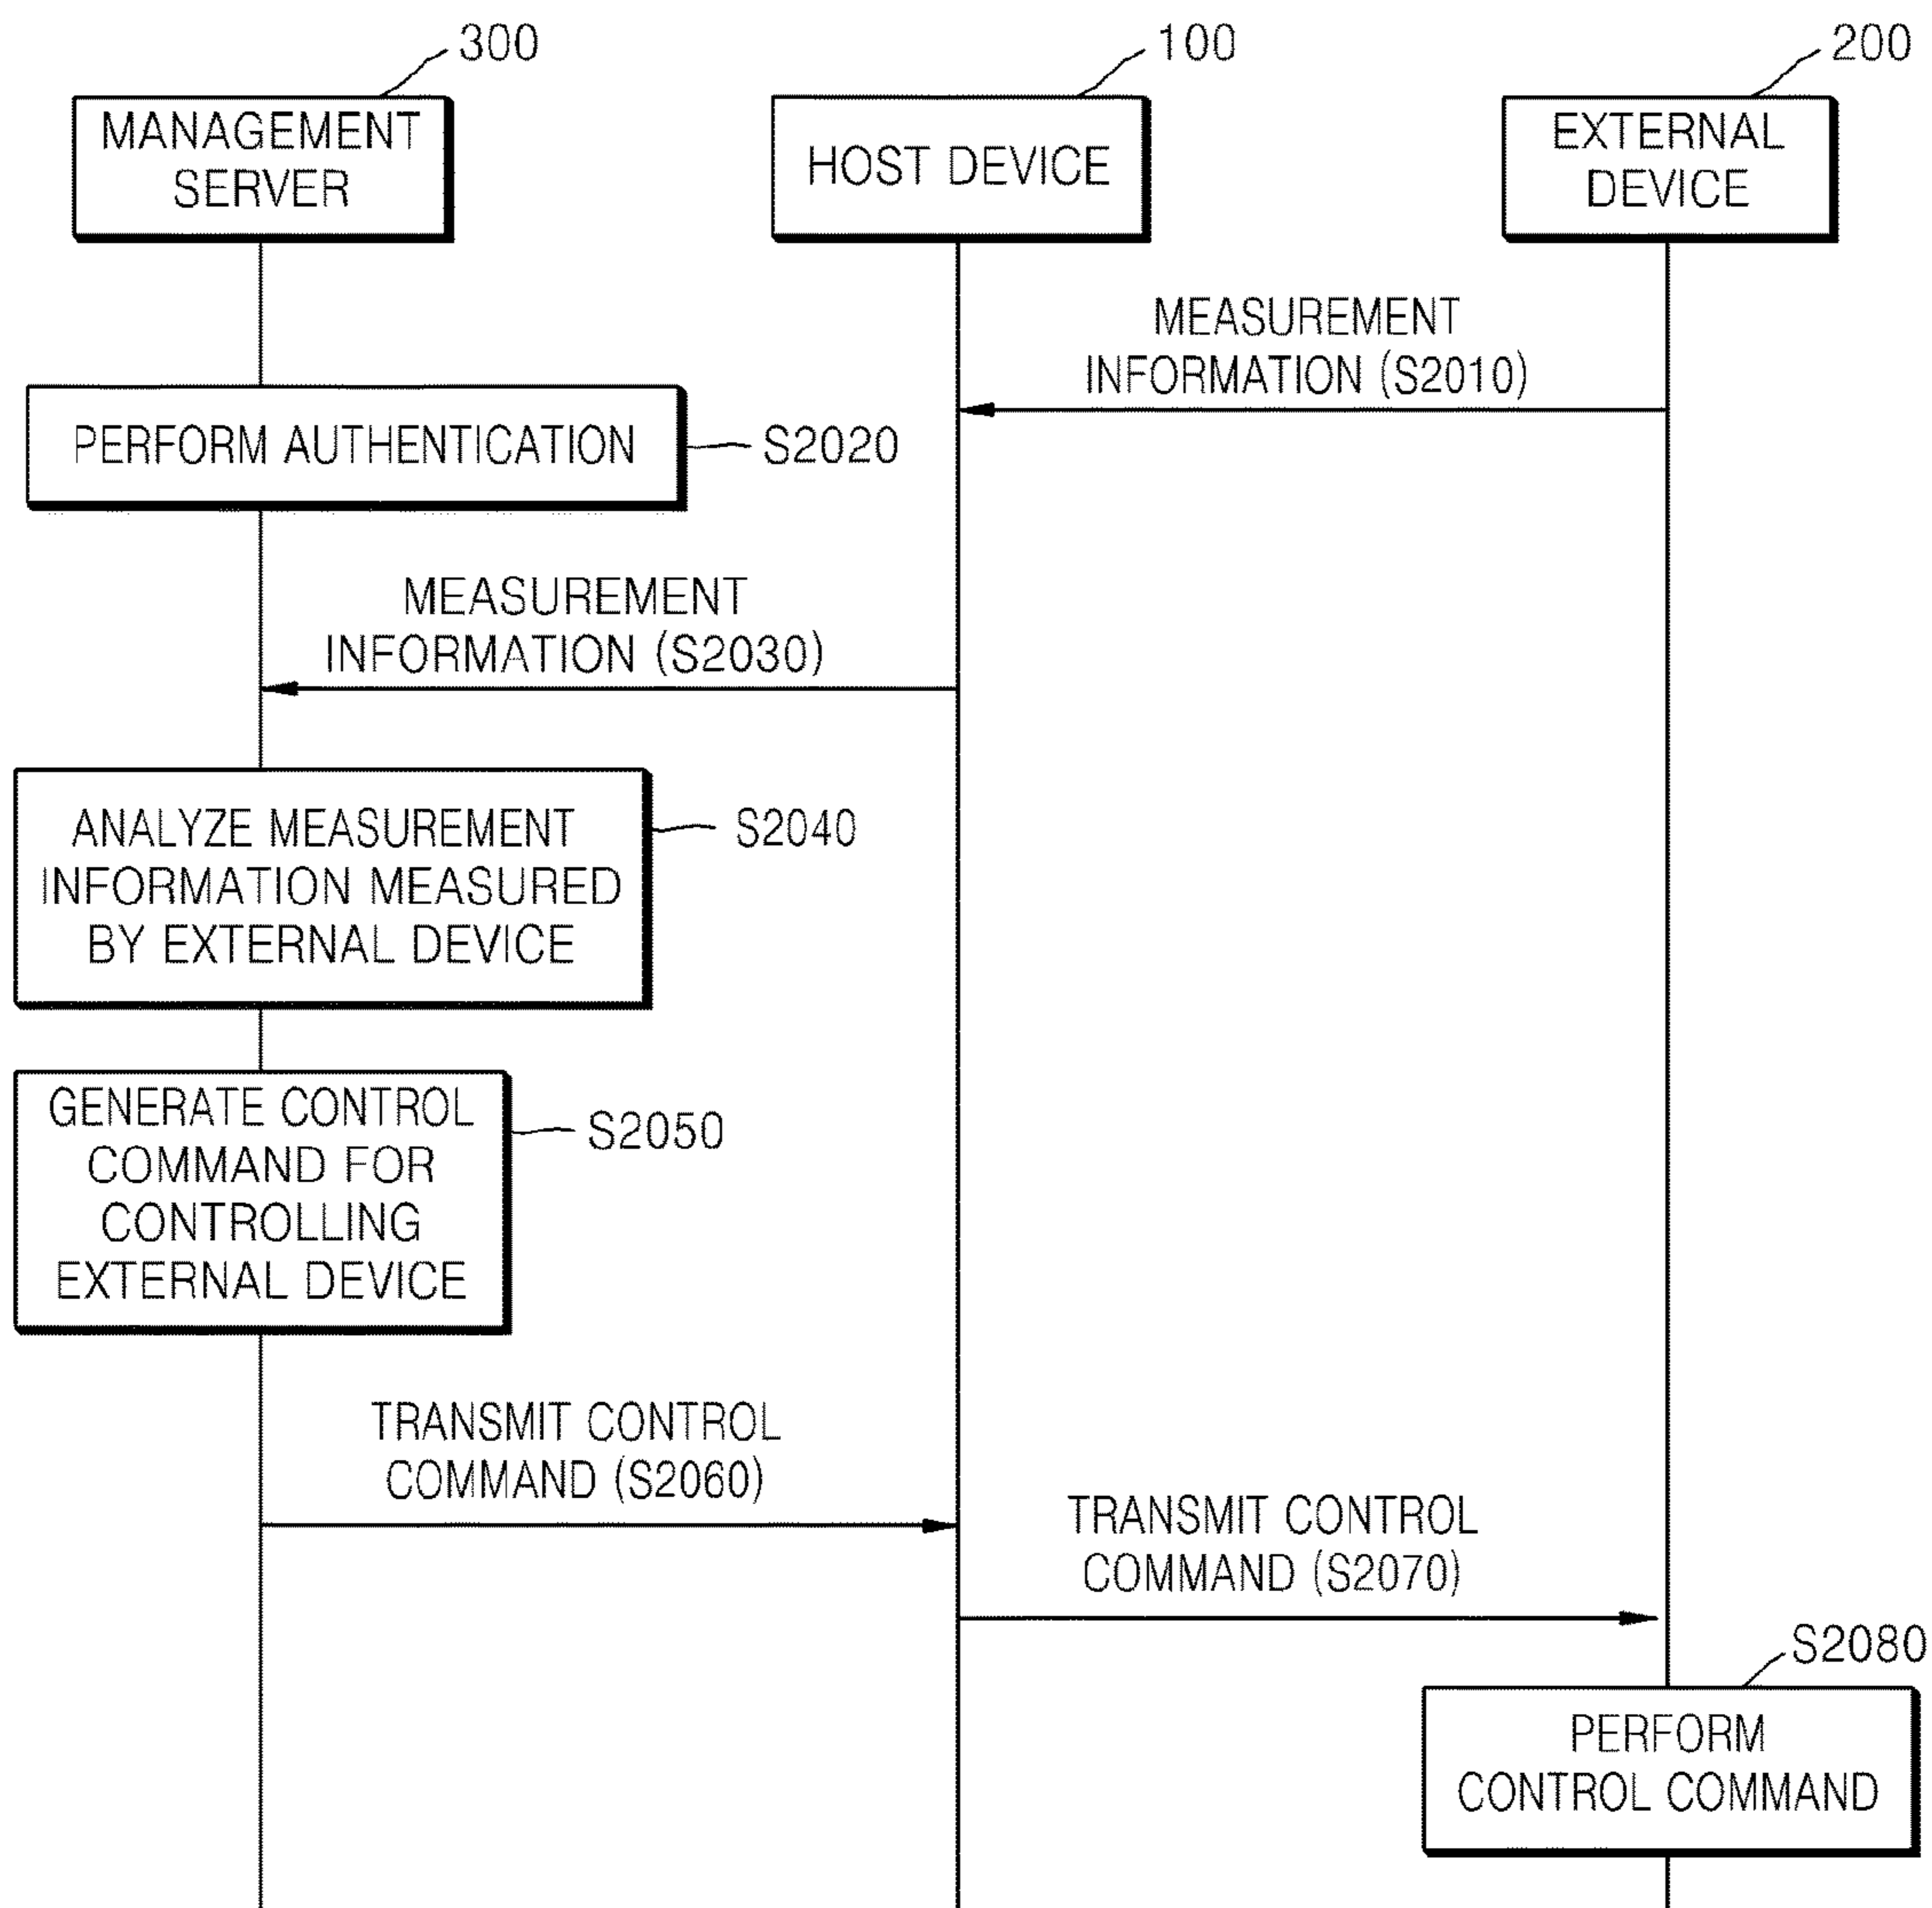 300
100
200
MANAGEMENT
SERVER
HOST DEVICE
EXTERNAL
DEVICE
MEASUREMENT
INFORMATION (S2010)
PERFORM AUTHENTICATION
S2020
MEASUREMENT
INFORMATION (S2030)
ANALYZE MEASUREMENT
INFORMATION MEASURED
BY EXTERNAL DEVICE
S2040
GENERATE CONTROL
COMMAND FOR
CONTROLLING
EXTERNAL DEVICE
S2050
TRANSMIT CONTROL
COMMAND (S2060)
TRANSMIT CONTROL
COMMAND (S2070)
S2080
PERFORM
CONTROL COMMAND